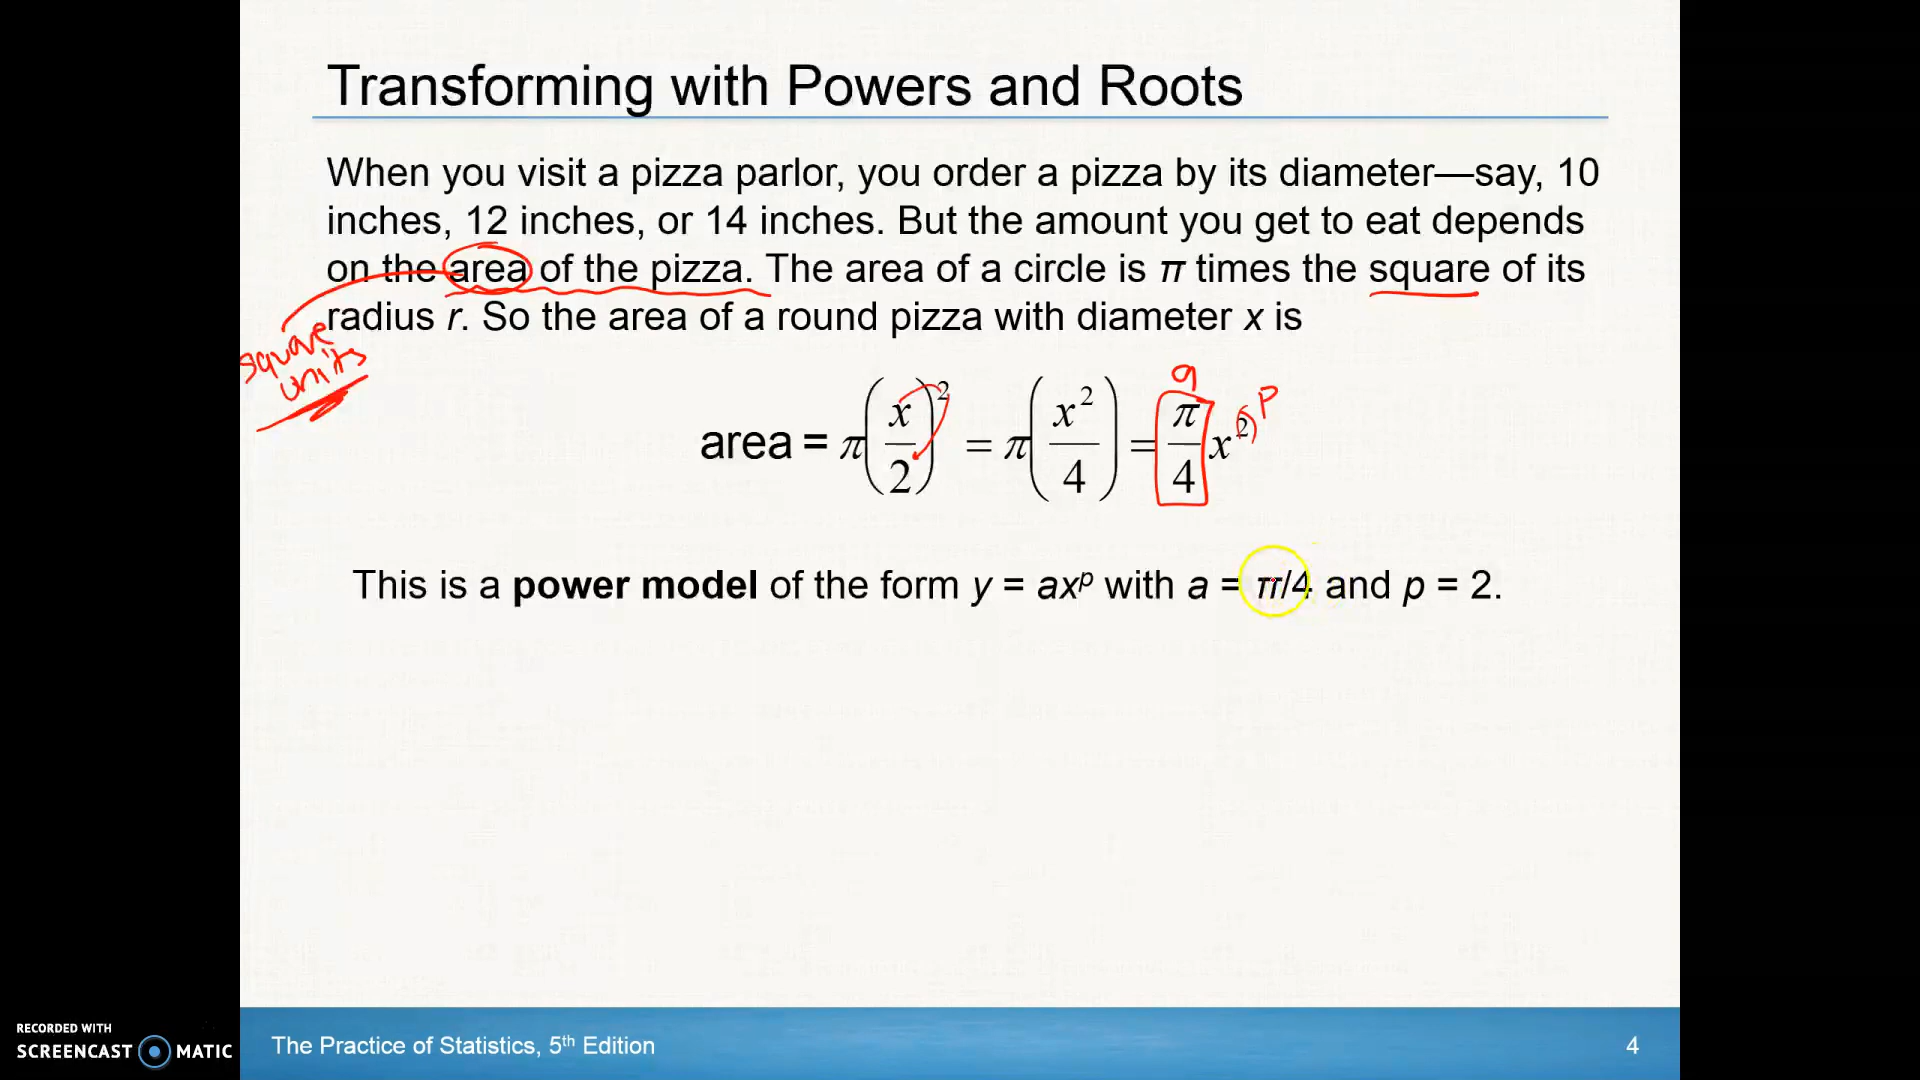 Transforming with Powers and Roots
When you visit a pizza parlor, you order a pizza by its diameter—say, 10
inches, 12 inches, or 14 inches. But the amount you get to eat depends
on the area of the pizza. The area of a circle is π times the square of its
radius r. So the area of a round pizza with diameter x is
square
units
area = π(x/2)² = π(x²/4) = π/4 x²
a
P
This is a power model of the form y = axᵖ with a = π/4 and p = 2.
RECORDED WITH
SCREENCAST MATIC
The Practice of Statistics, 5th Edition
4